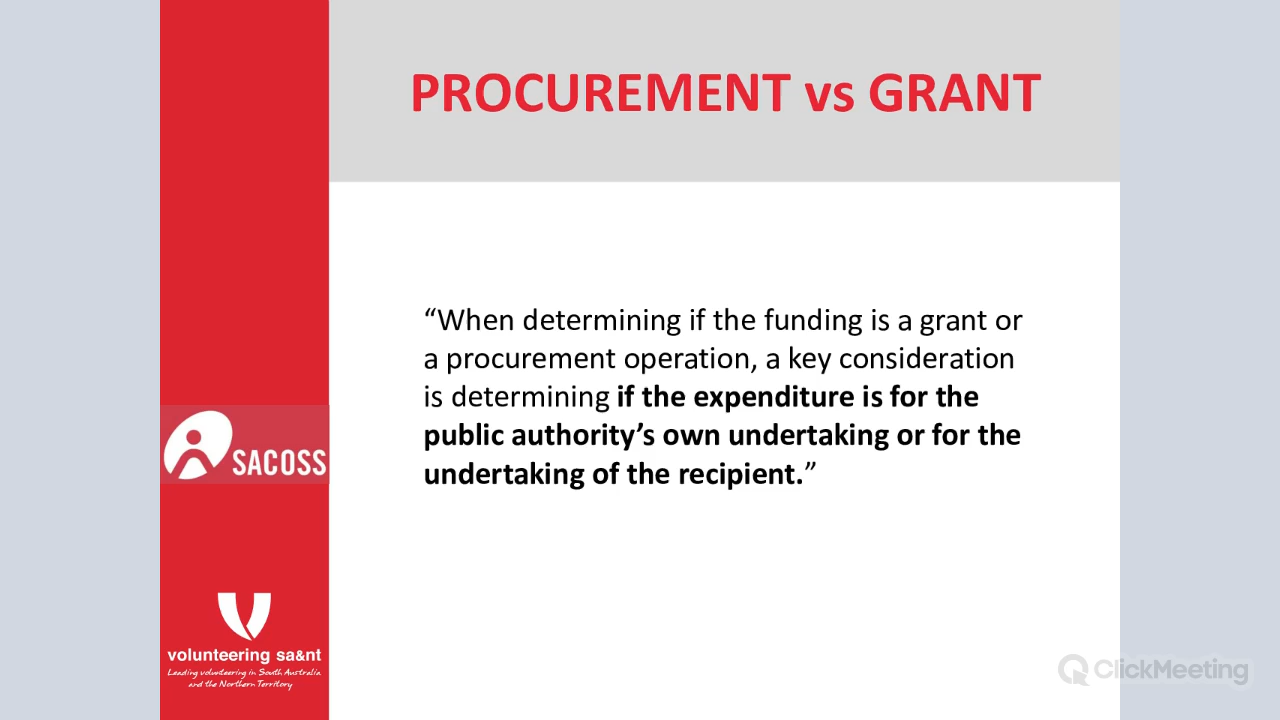 PROCUREMENT vs GRANT
“When determining if the funding is a grant or
a procurement operation, a key consideration
is determining if the expenditure is for the
public authority’s own undertaking or for the
undertaking of the recipient.”
SACOSS
volunteering sa&nt
Leading volunteering in South Australia
and the Northern Territory
ClickMeeting